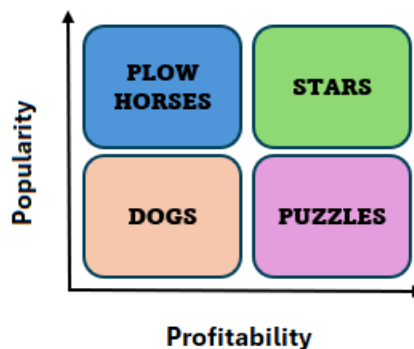 Popularity
PLOW
HORSES
STARS
DOGS
PUZZLES
Profitability